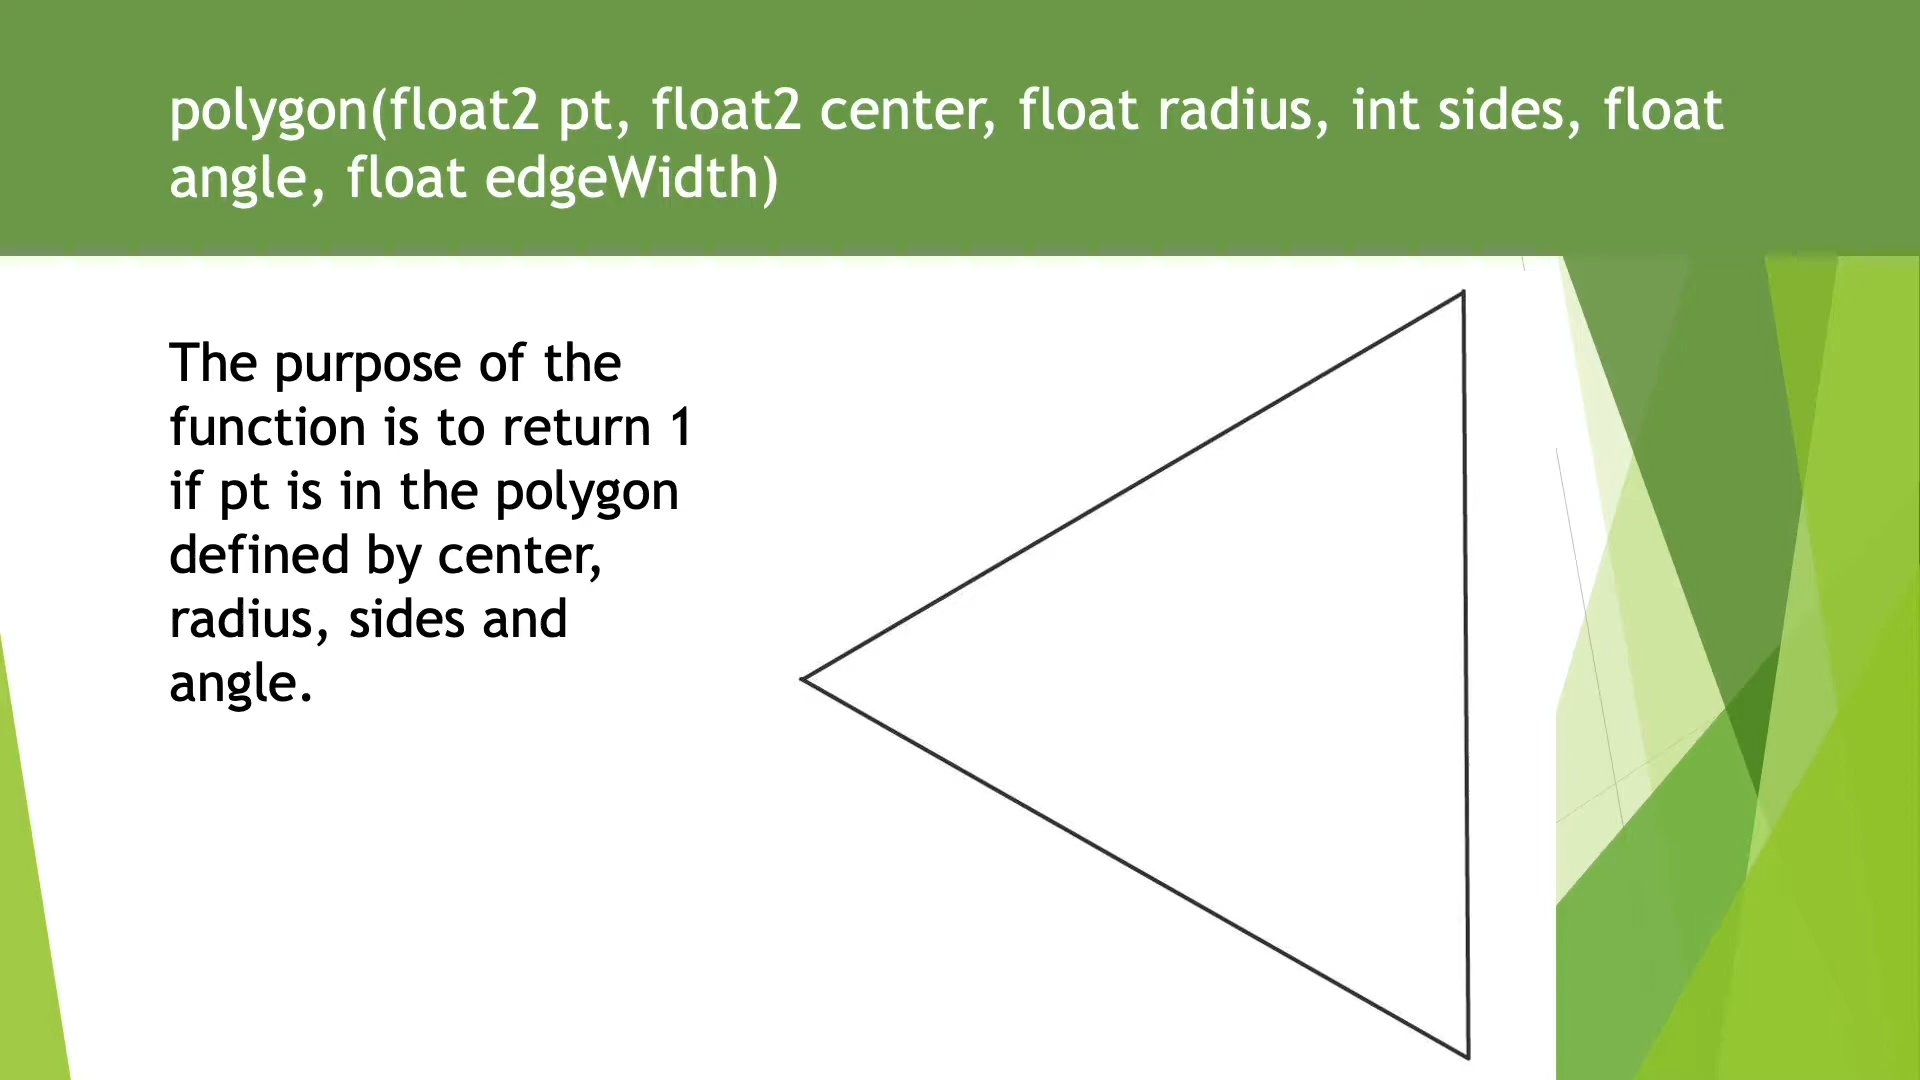 polygon(float2 pt, float2 center, float radius, int sides, float
angle, float edgeWidth)
The purpose of the
function is to return 1
if pt is in the polygon
defined by center,
radius, sides and
angle.